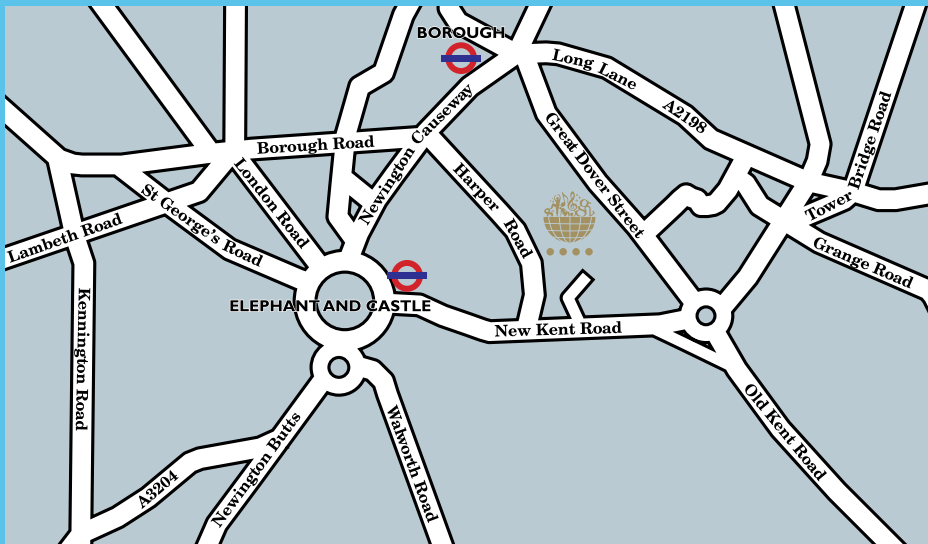 BOROUGH
Long Lane
A2198
Newington Causeway
Borough Road
Great Dover Street
Tower Bridge Road
London Road
Harper Road
St George's Road
Lambeth Road
Grange Road
ELEPHANT AND CASTLE
New Kent Road
Kennington Road
Old Kent Road
Walworth Road
Newington Butts
A3204